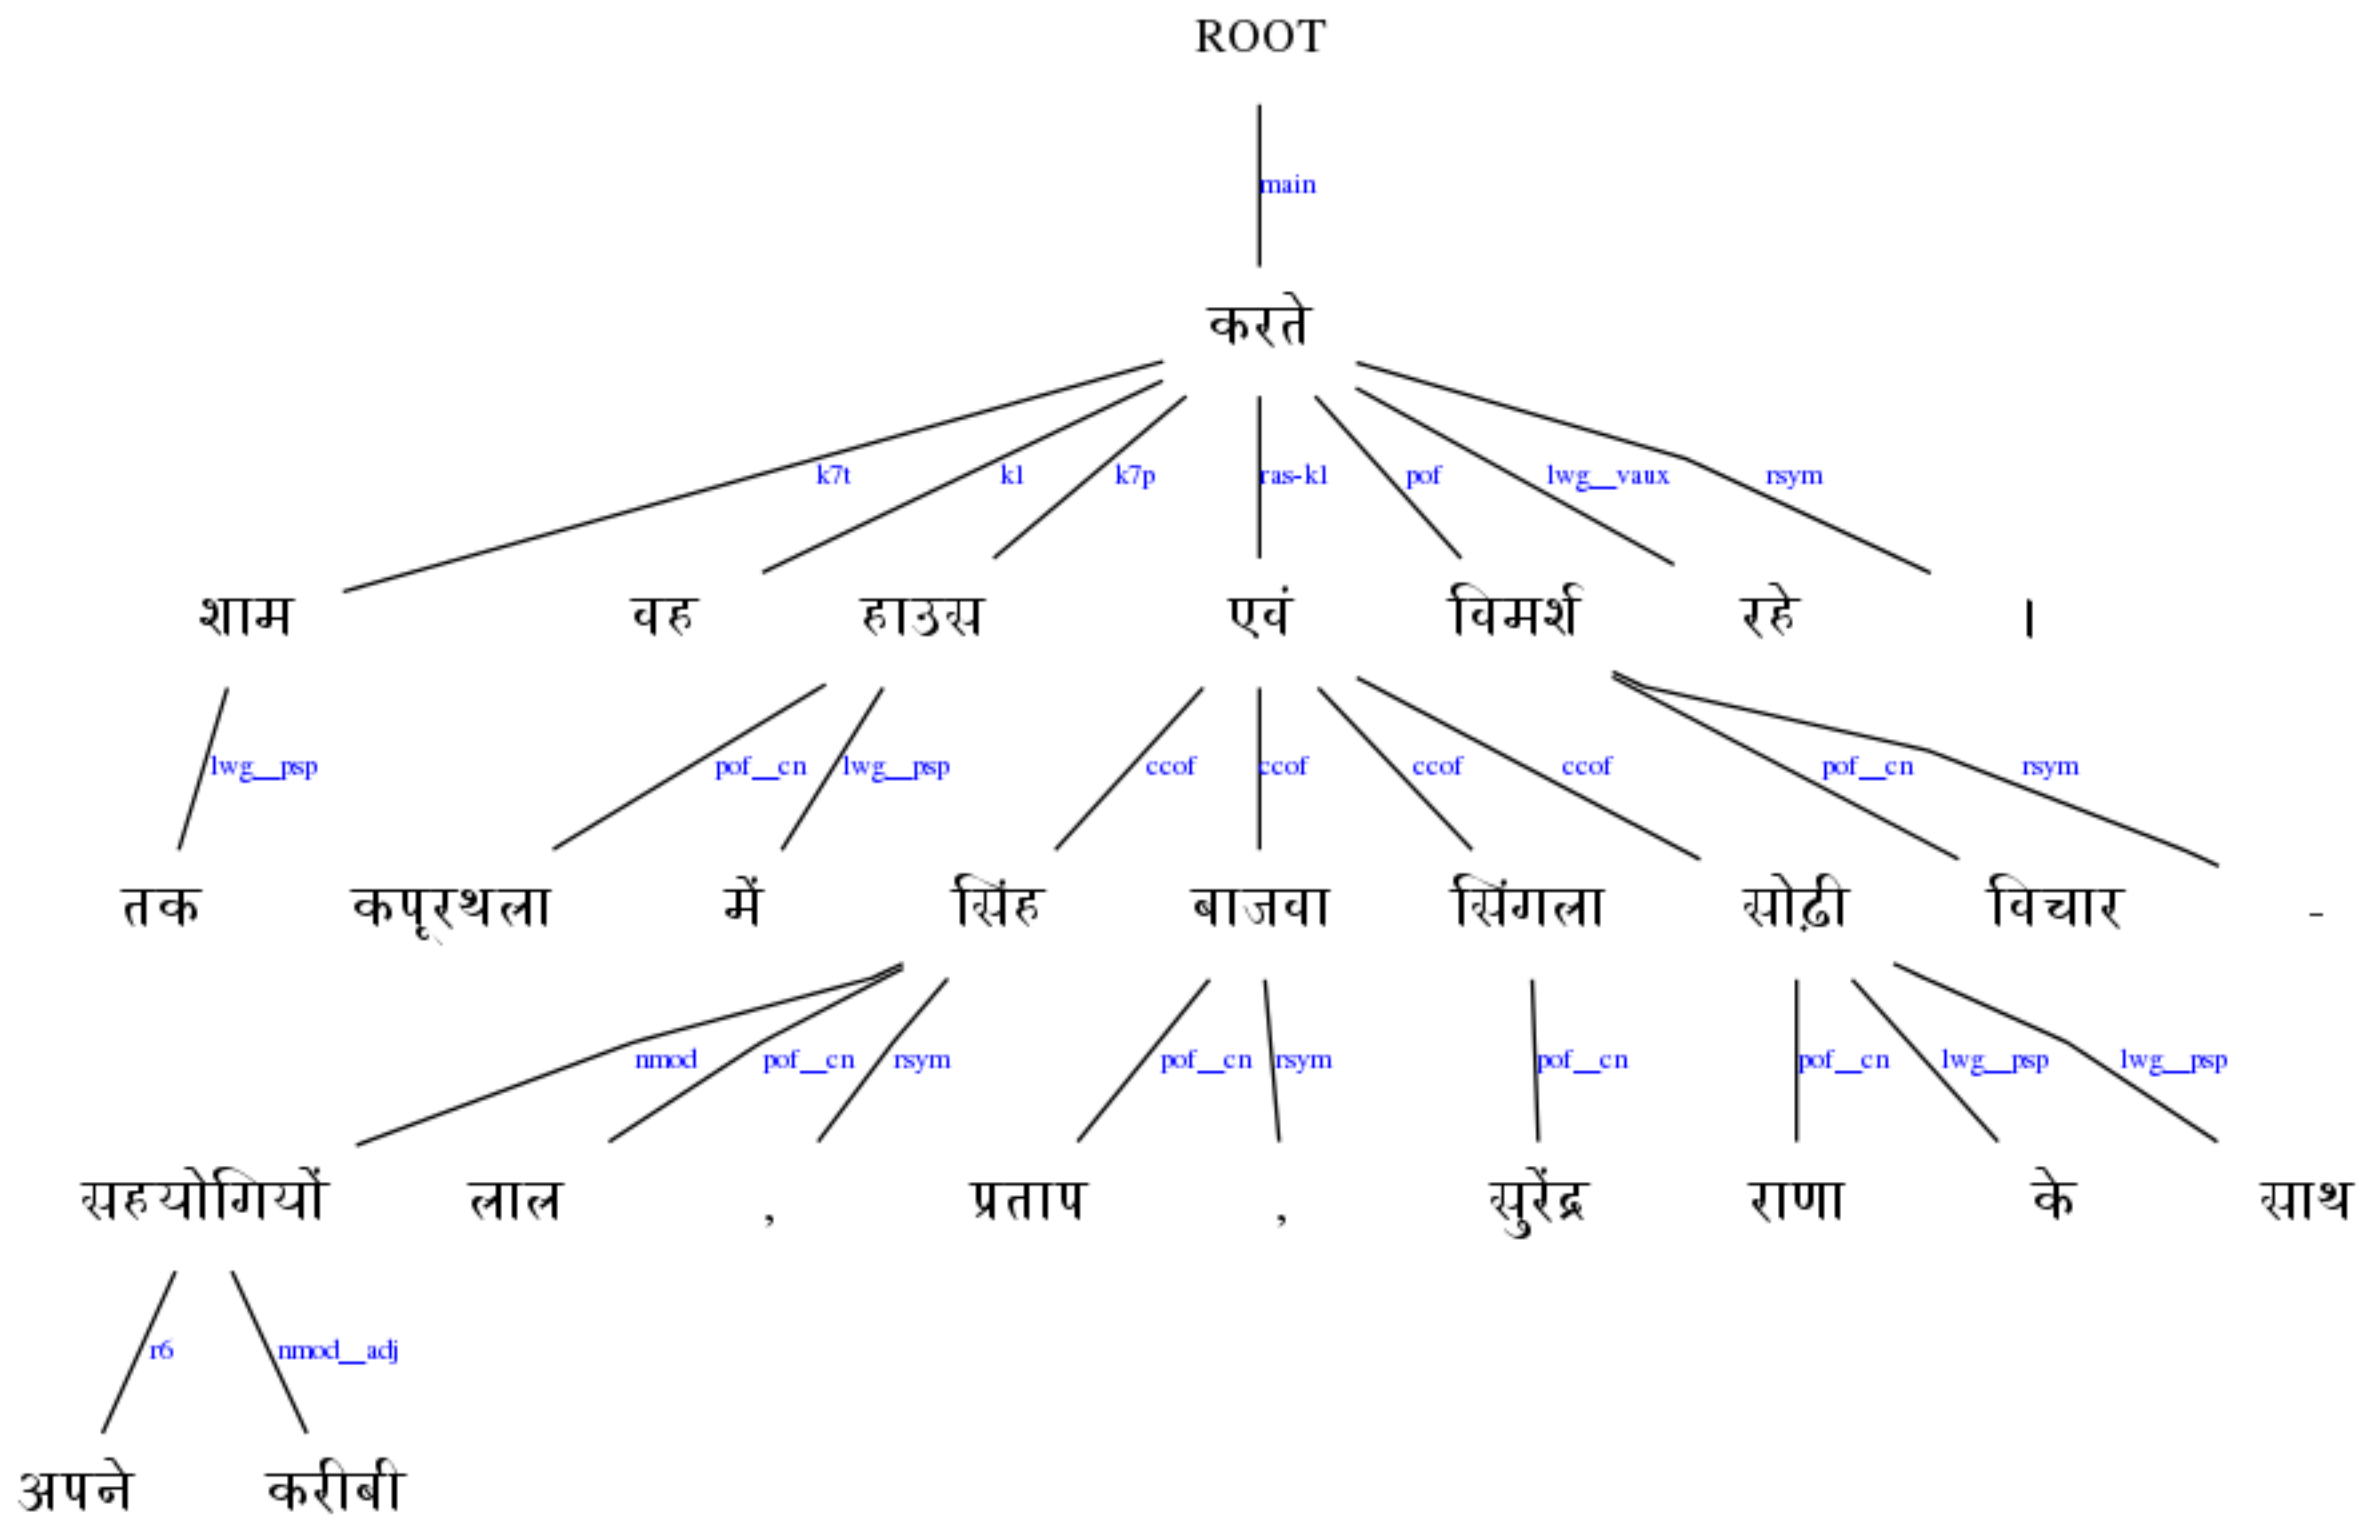 ROOT
main
करते
k7t k1 k7p ras-k1 pof lwg__vaux rsym
शाम वह हाउस एवं विमर्श रहे ।
lwg__psp pof__cn lwg__psp ccof ccof ccof ccof pof__cn rsym
तक कपूरथला में सिंह बाजवा सिंगला सोढ़ी विचार -
nmod pof__cn rsym pof__cn rsym pof__cn pof__cn lwg__psp lwg__psp
सहयोगियों लाल , प्रताप , सुरेंद्र राणा के साथ
r6 nmod__adj
अपने करीबी